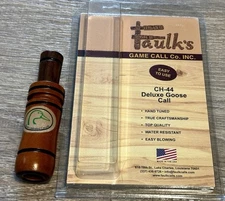 Faulk's
GAME CALL Co. INC.
EASY
TO USE
CH-44
Deluxe Goose
Call
• HAND TUNED
• TRUE CRAFTSMANSHIP
• TOP QUALITY
• WATER RESISTANT
• EASY BLOWING